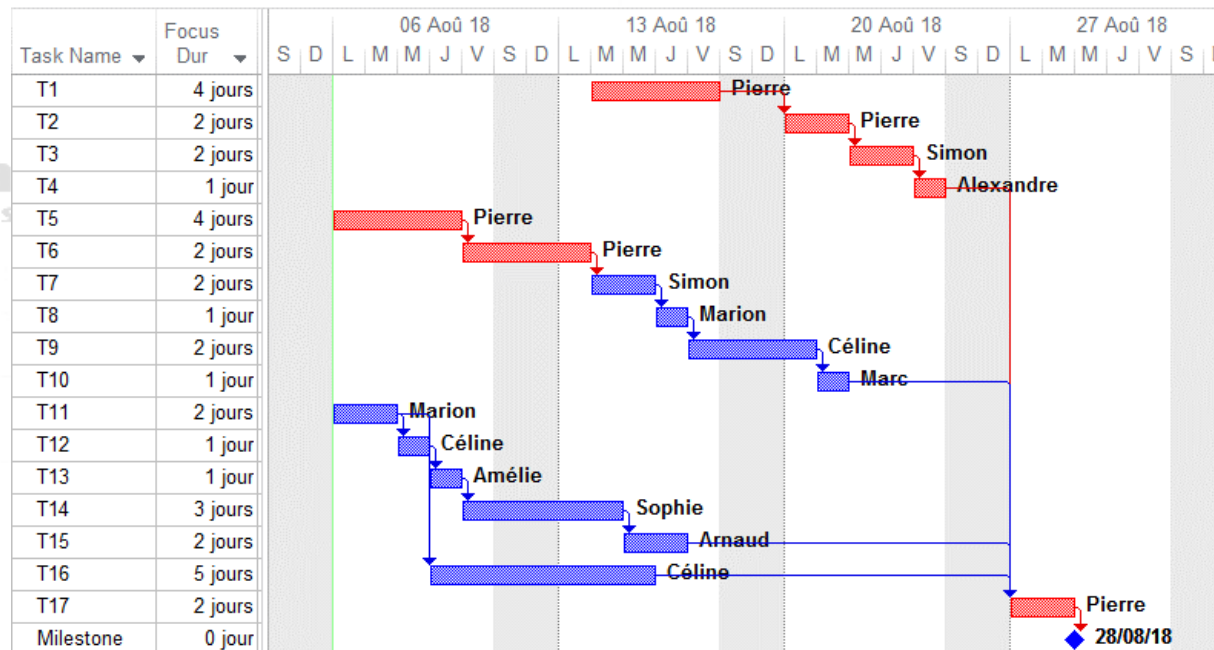 Focus
Task Name Dur
06 Aoû 18 13 Aoû 18 20 Aoû 18 27 Aoû 18
S D L M M J V S D L M M J V S D L M M J V S D L M M J V S
T1 4 jours Pierre
T2 2 jours Pierre
T3 2 jours Simon
T4 1 jour Alexandre
T5 4 jours Pierre
T6 2 jours Pierre
T7 2 jours Simon
T8 1 jour Marion
T9 2 jours Céline
T10 1 jour Marc
T11 2 jours Marion
T12 1 jour Céline
T13 1 jour Amélie
T14 3 jours Sophie
T15 2 jours Arnaud
T16 5 jours Céline
T17 2 jours Pierre
Milestone 0 jour 28/08/18